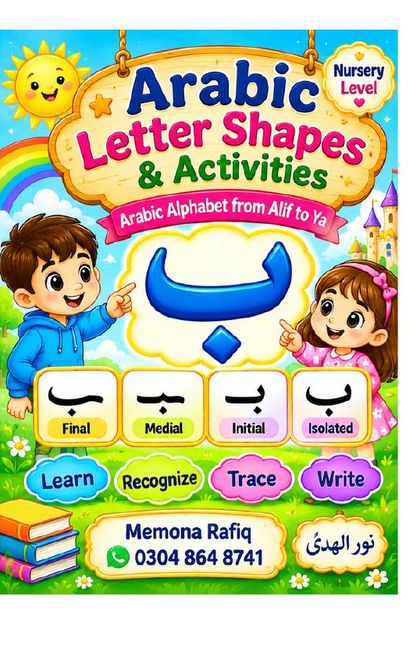 Arabic
Letter Shapes
& Activities
Nursery
Level
Arabic Alphabet from Alif to Ya
ب
ـب
ـبـ
بـ
ب
Final
Medial
Initial
Isolated
Learn
Recognize
Trace
Write
Memona Rafiq
0304 864 8741
نور الهدیً